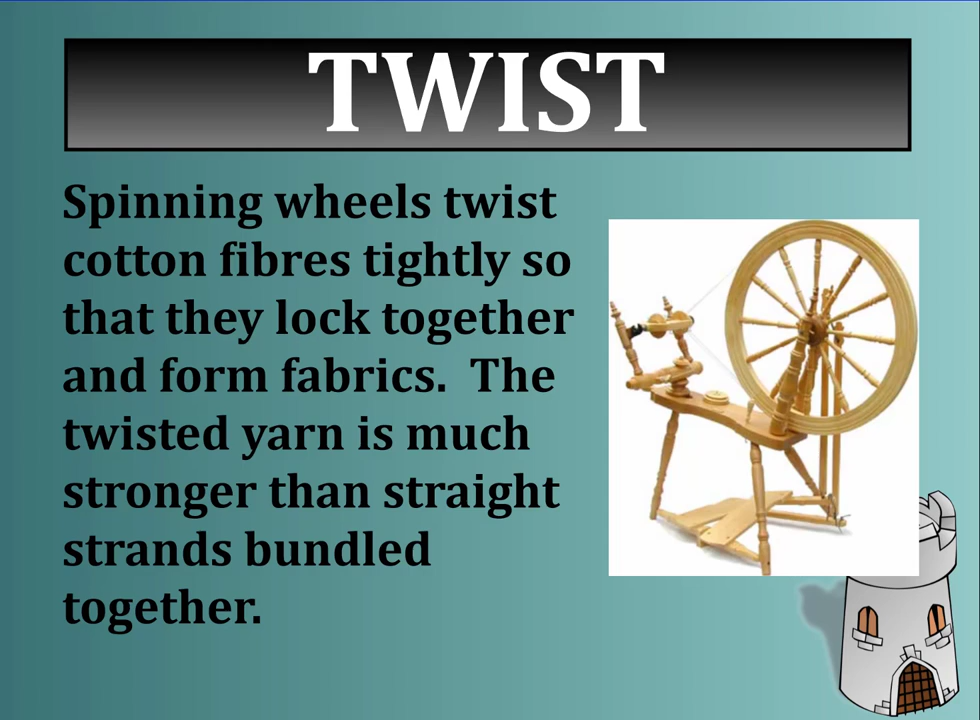 TWIST
Spinning wheels twist
cotton fibres tightly so
that they lock together
and form fabrics.  The
twisted yarn is much
stronger than straight
strands bundled
together.